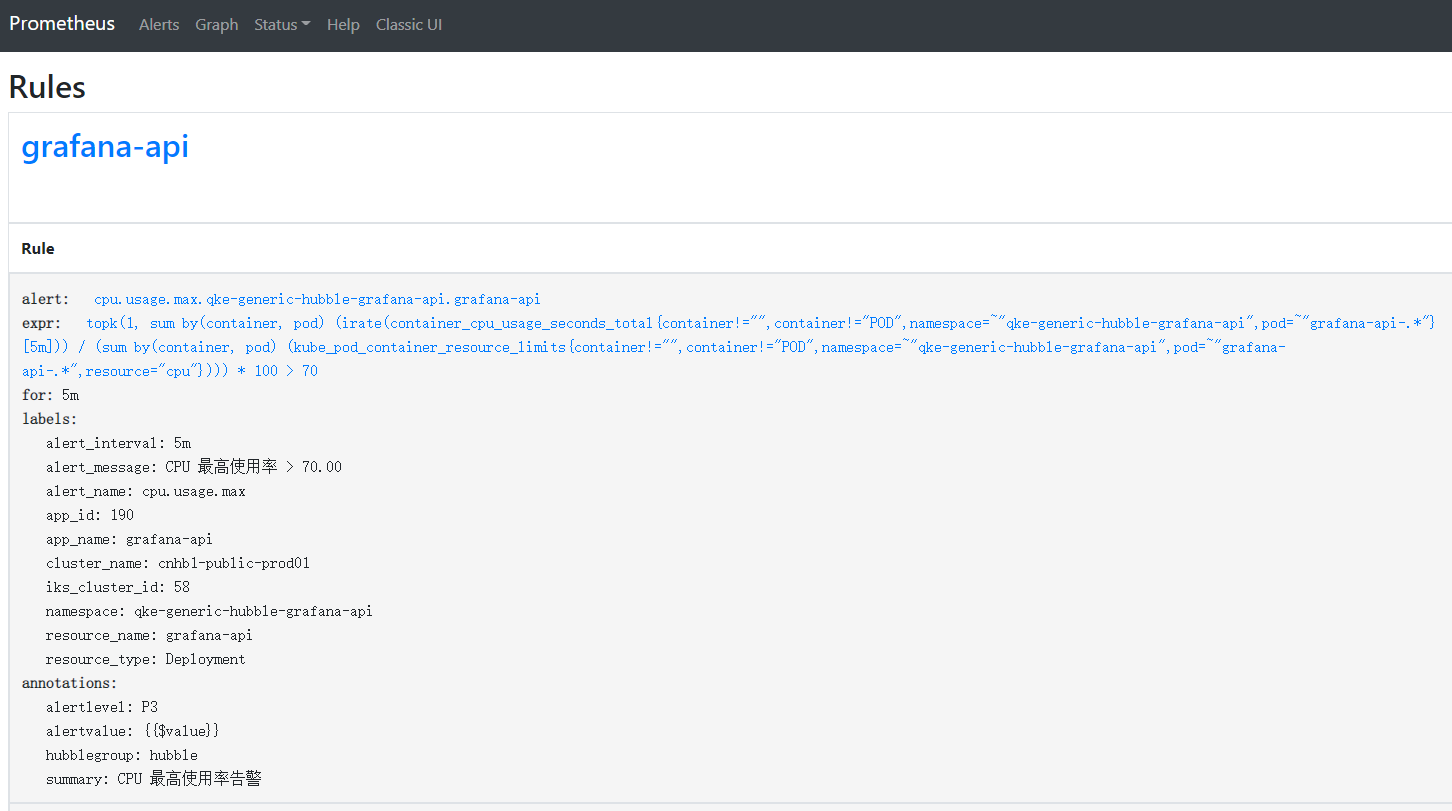 Prometheus Alerts Graph Status Help Classic UI
Rules
grafana-api
Rule
alert: cpu.usage.max.qke-generic-hubble-grafana-api.grafana-api
expr: topk(1, sum by(container, pod) (irate(container_cpu_usage_seconds_total{container!="",container!="POD",namespace=~"qke-generic-hubble-grafana-api",pod=~"grafana-api-.*"}
[5m])) / (sum by(container, pod) (kube_pod_container_resource_limits{container!="",container!="POD",namespace=~"qke-generic-hubble-grafana-api",pod=~"grafana-
api-.*",resource="cpu"}))) * 100 > 70
for: 5m
labels:
alert_interval: 5m
alert_message: CPU 最高使用率 > 70.00
alert_name: cpu.usage.max
app_id: 190
app_name: grafana-api
cluster_name: cnhb1-public-prod01
iks_cluster_id: 58
namespace: qke-generic-hubble-grafana-api
resource_name: grafana-api
resource_type: Deployment
annotations:
alertlevel: P3
alertvalue: {{$value}}
hubblegroup: hubble
summary: CPU 最高使用率告警